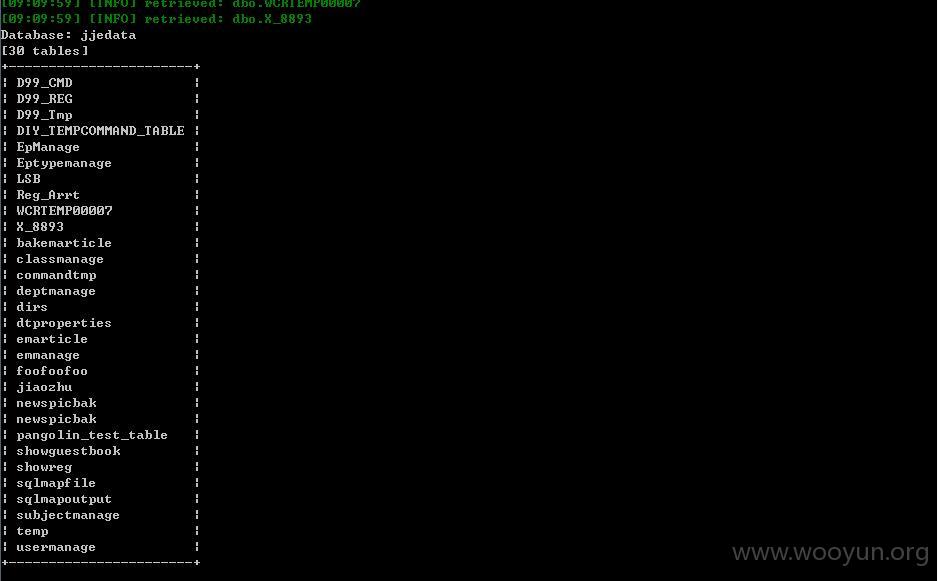 [09:09:59] [INFO] retrieved: dbo.WCRTEMP00007
[09:09:59] [INFO] retrieved: dbo.X_8893
Database: jjedata
[30 tables]
+-----------------------+
¦ D99_CMD               ¦
¦ D99_REG               ¦
¦ D99_Tmp               ¦
¦ DIY_TEMPCOMMAND_TABLE ¦
¦ EpManage              ¦
¦ Eptypemanage          ¦
¦ LSB                   ¦
¦ Reg_Arrt              ¦
¦ WCRTEMP00007          ¦
¦ X_8893                ¦
¦ bakemarticle          ¦
¦ classmanage           ¦
¦ commandtmp            ¦
¦ deptmanage            ¦
¦ dirs                  ¦
¦ dtproperties          ¦
¦ emarticle             ¦
¦ emmanage              ¦
¦ foofoofoo             ¦
¦ jiaozhu               ¦
¦ newspicbak            ¦
¦ newspicbak            ¦
¦ pangolin_test_table   ¦
¦ showguestbook         ¦
¦ showreg               ¦
¦ sqlmapfile            ¦
¦ sqlmapoutput          ¦
¦ subjectmanage         ¦
¦ temp                  ¦
¦ usermanage            ¦
+-----------------------+
www.wooyun.org